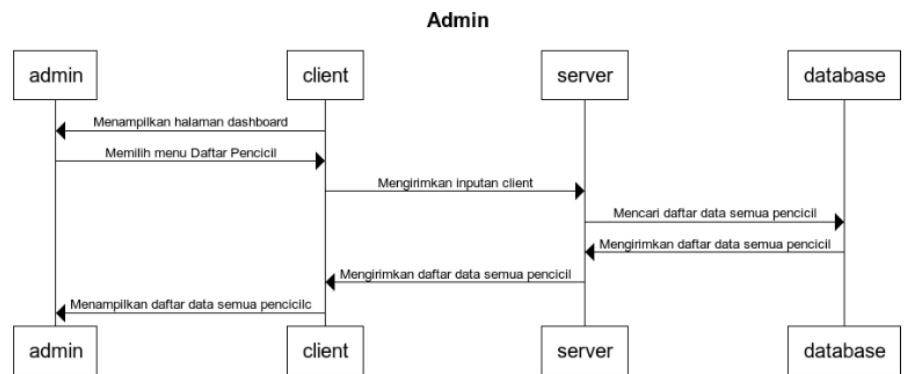 Admin
admin
client
server
database
Menampilkan halaman dashboard
Memilih menu Daftar Pencicil
Mengirimkan inputan client
Mencari daftar data semua pencicil
Mengirimkan daftar data semua pencicil
Mengirimkan daftar data semua pencicil
Menampilkan daftar data semua pencicilc
admin
client
server
database